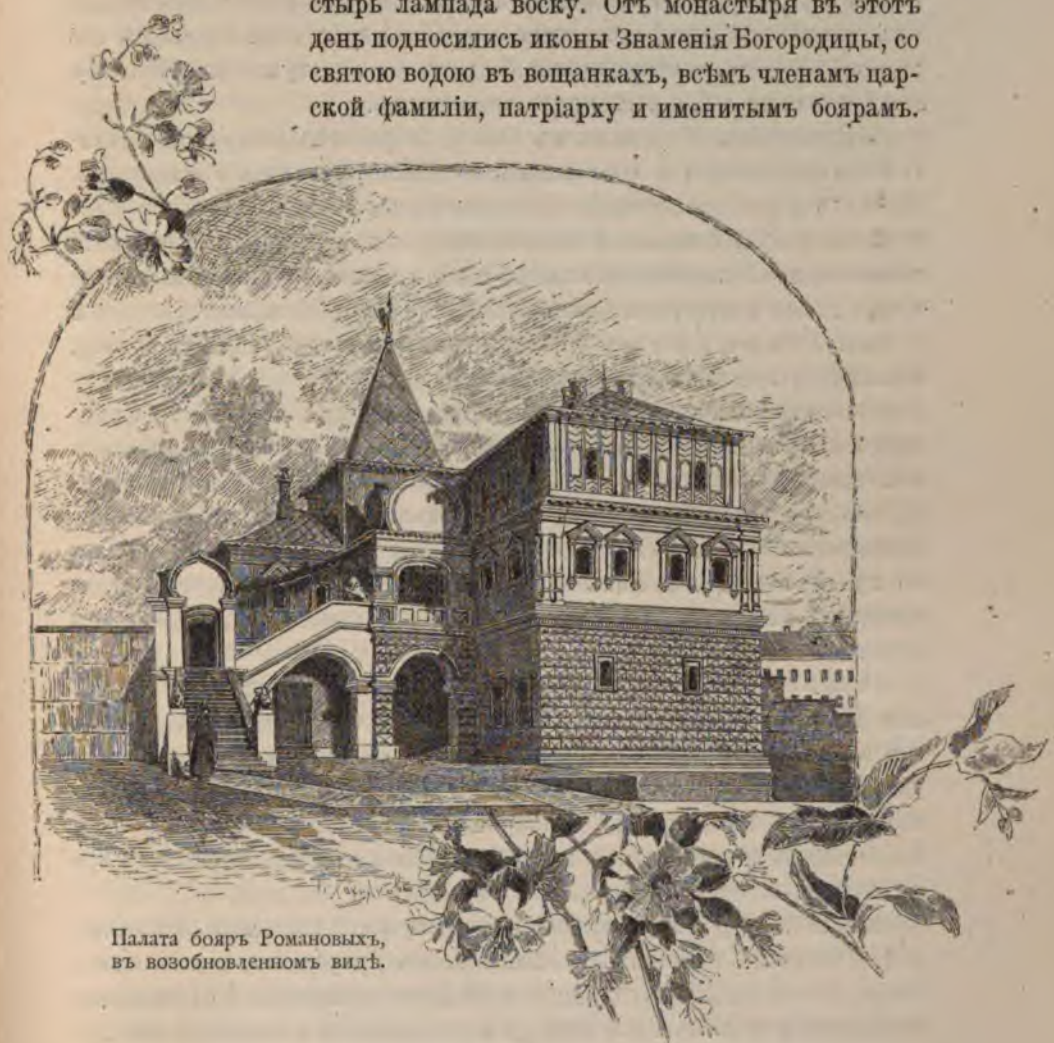 стырь лампада воску. Отъ монастыря въ этотъ
день подносились иконы Знаменія Богородицы, со
святою водою въ вощанкахъ, всѣмъ членамъ цар-
ской фамиліи, патріарху и именитымъ боярамъ.
Палата бояръ Романовыхъ,
въ возобновленномъ видѣ.